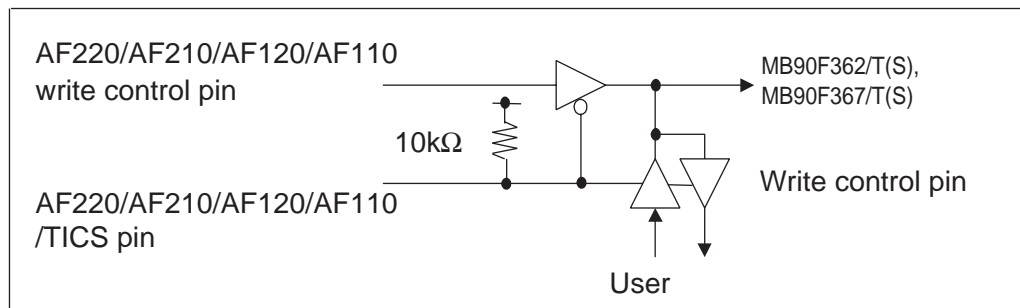 AF220/AF210/AF120/AF110
write control pin
MB90F362/T(S),
MB90F367/T(S)
10kΩ
Write control pin
AF220/AF210/AF120/AF110
/TICS pin
User